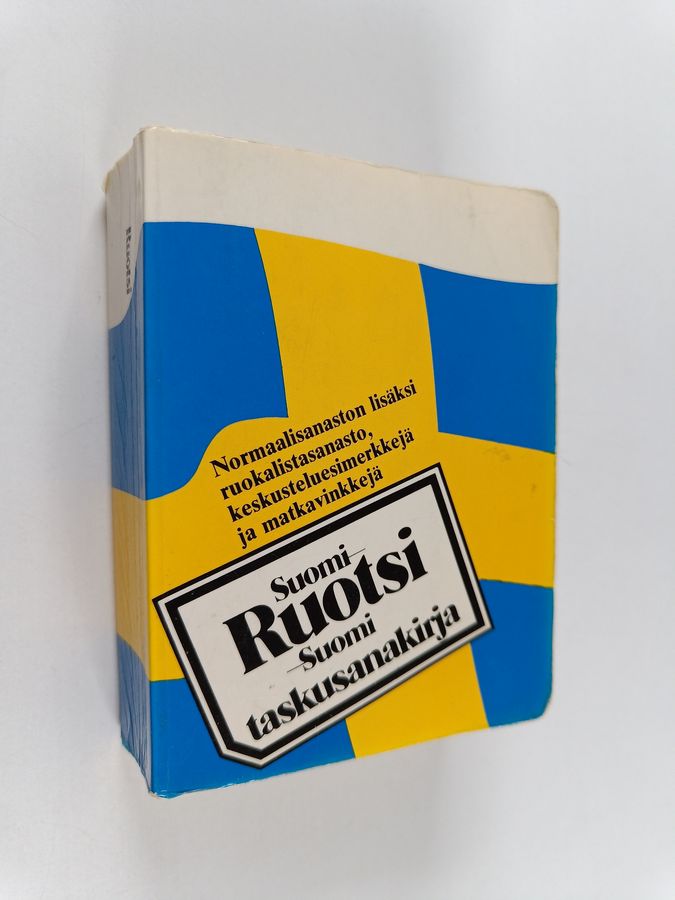 Normaalisanaston lisäksi
ruokalistasanasto,
keskusteluesimerkkejä
ja matkavinkkejä
Suomi–
Ruotsi
–Suomi
taskusanakirja
Ruotsi